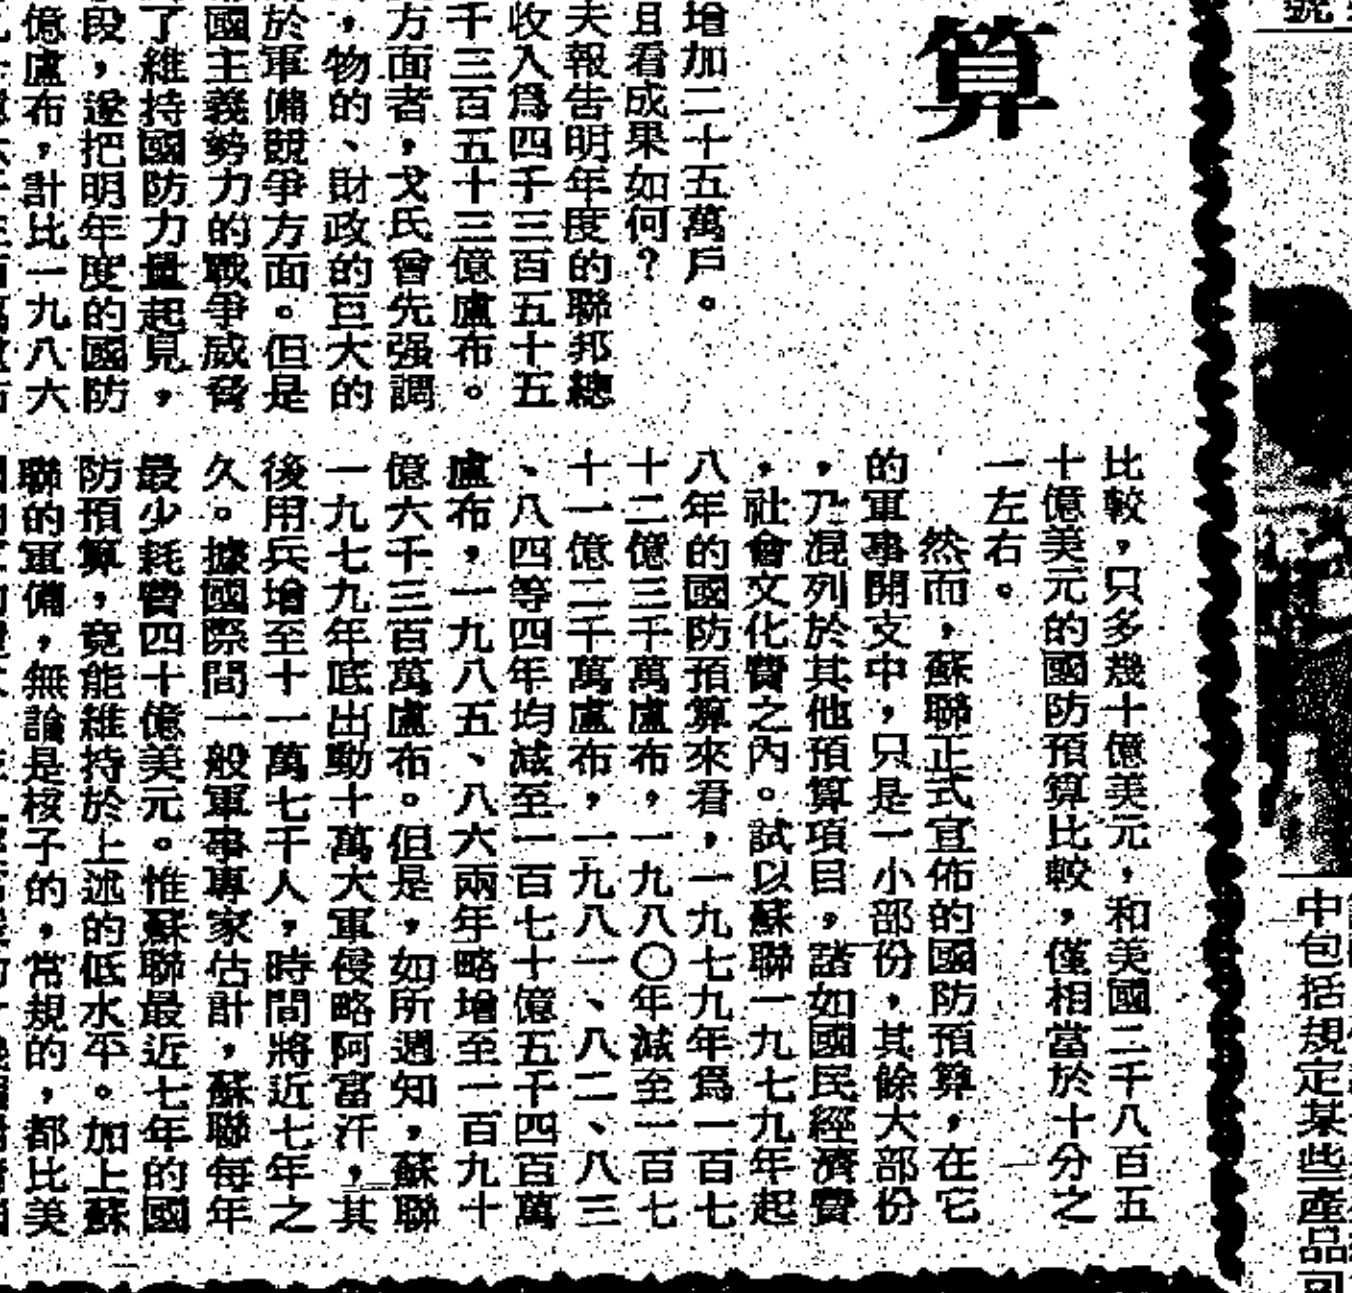 號
中包括規定某些產品可
算
增加二十五萬戶。
且看成果如何？
夫報告明年度的聯邦總
收入爲四千三百五十五
千三百五十三億盧布。
方面者，戈氏曾先强調
，物的、財政的巨大的
於軍備競爭方面。但是
國主義勢力的戰爭威脅
了維持國防力量起見，
段，遂把明年度的國防
億盧布，計比一九八六
比較，只多幾十億美元，和美國二千八百五
十億美元的國防預算比較，僅相當於十分之
一左右。
然而，蘇聯正式宣佈的國防預算，在它
的軍事開支中，只是一小部份，其餘大部份
，乃混列於其他預算項目，諸如國民經濟費
，社會文化費之內。試以蘇聯一九七九年起
八年的國防預算來看，一九七九年爲一百七
十二億三千萬盧布，一九八〇年減至一百七
十一億二千萬盧布，一九八一、八二、八三
、八四等四年均減至一百七十億五千四百萬
盧布，一九八五、八六兩年略增至一百九十
億六千三百萬盧布。但是，如所週知，蘇聯
一九七九年底出動十萬大軍侵略阿富汗，其
後用兵增至十一萬七千人，時間將近七年之
久。據國際間一般軍事專家估計，蘇聯每年
最少耗費四十億美元。惟蘇聯最近七年的國
防預算，竟能維持於上述的低水平。加上蘇
聯的軍備，無論是核子的，常規的，都比美